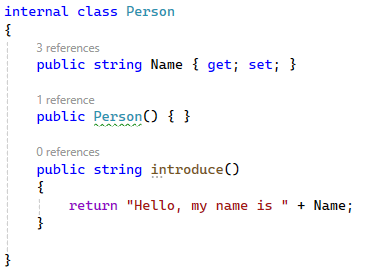 internal class Person
{
3 references
public string Name { get; set; }
1 reference
public Person() { }
0 references
public string introduce()
{
return "Hello, my name is " + Name;
}
}